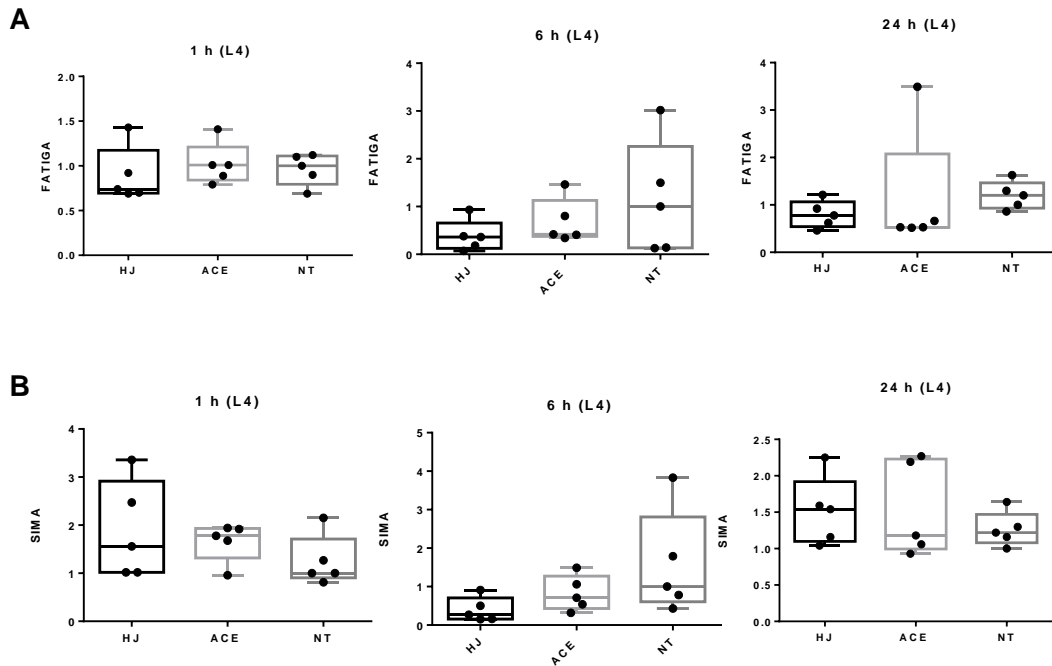 A
1 h (L4)
FATIGA
2.0
1.5
1.0
0.5
0.0
HJ ACE NT
6 h (L4)
FATIGA
4
3
2
1
0
HJ ACE NT
24 h (L4)
FATIGA
4
3
2
1
0
HJ ACE NT
B
1 h (L4)
SIMA
4
3
2
1
0
HJ ACE NT
6 h (L4)
SIMA
5
4
3
2
1
0
HJ ACE NT
24 h (L4)
SIMA
2.5
2.0
1.5
1.0
0.5
0.0
HJ ACE NT